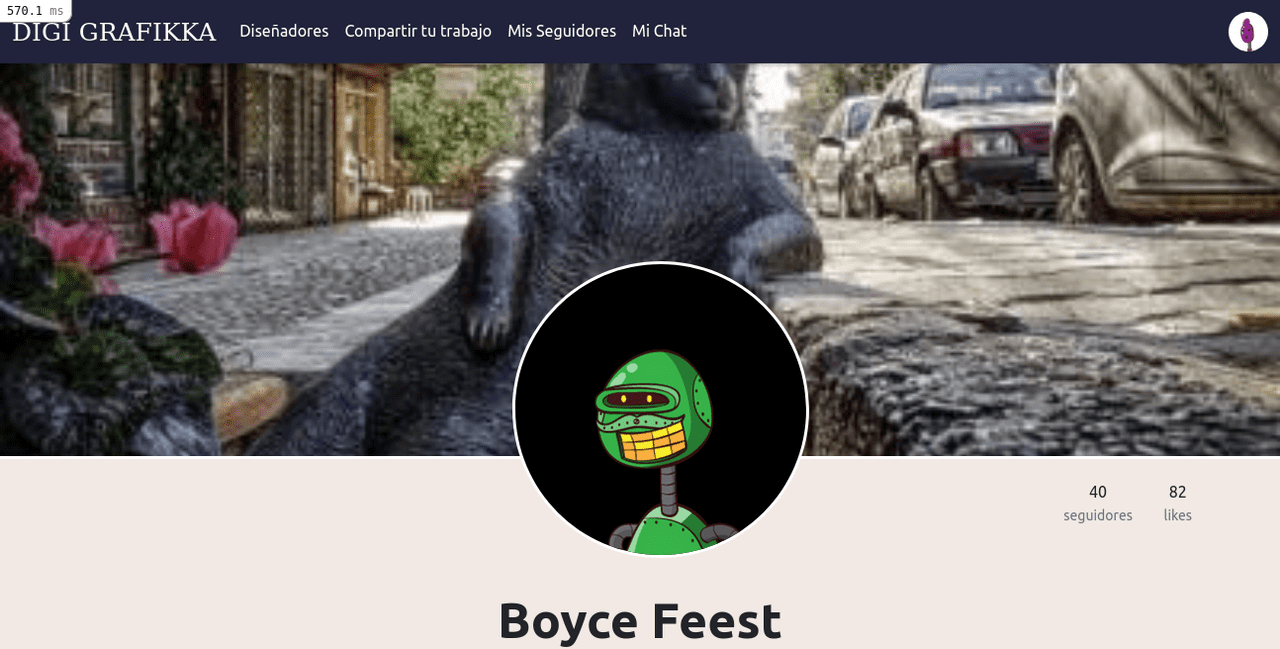 570.1 ms
DIGI GRAFIKKA Diseñadores Compartir tu trabajo Mis Seguidores Mi Chat
40 82
seguidores likes
Boyce Feest